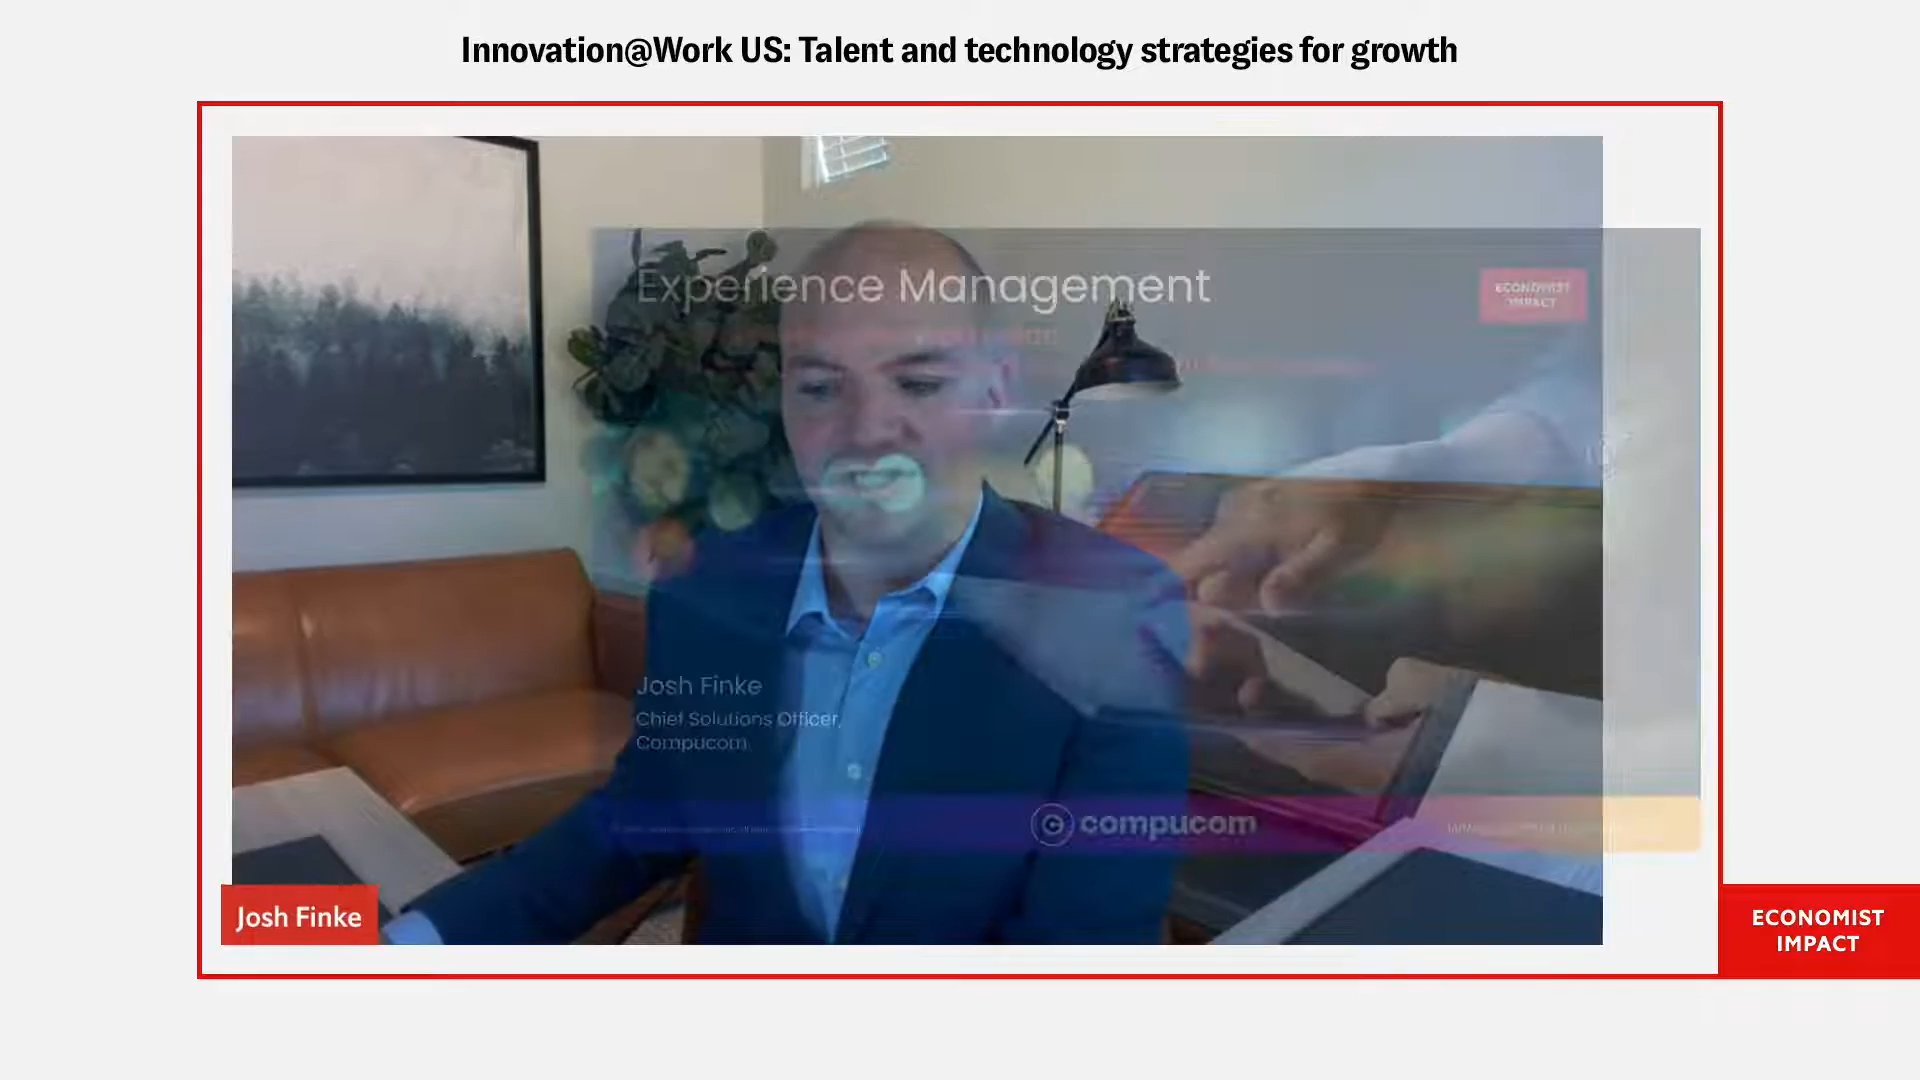 Innovation@Work US: Talent and technology strategies for growth
Experience Management
ECONOMIST
IMPACT
Josh Finke
Chief Solutions Officer,
Compucom
compucom
Josh Finke
ECONOMIST
IMPACT